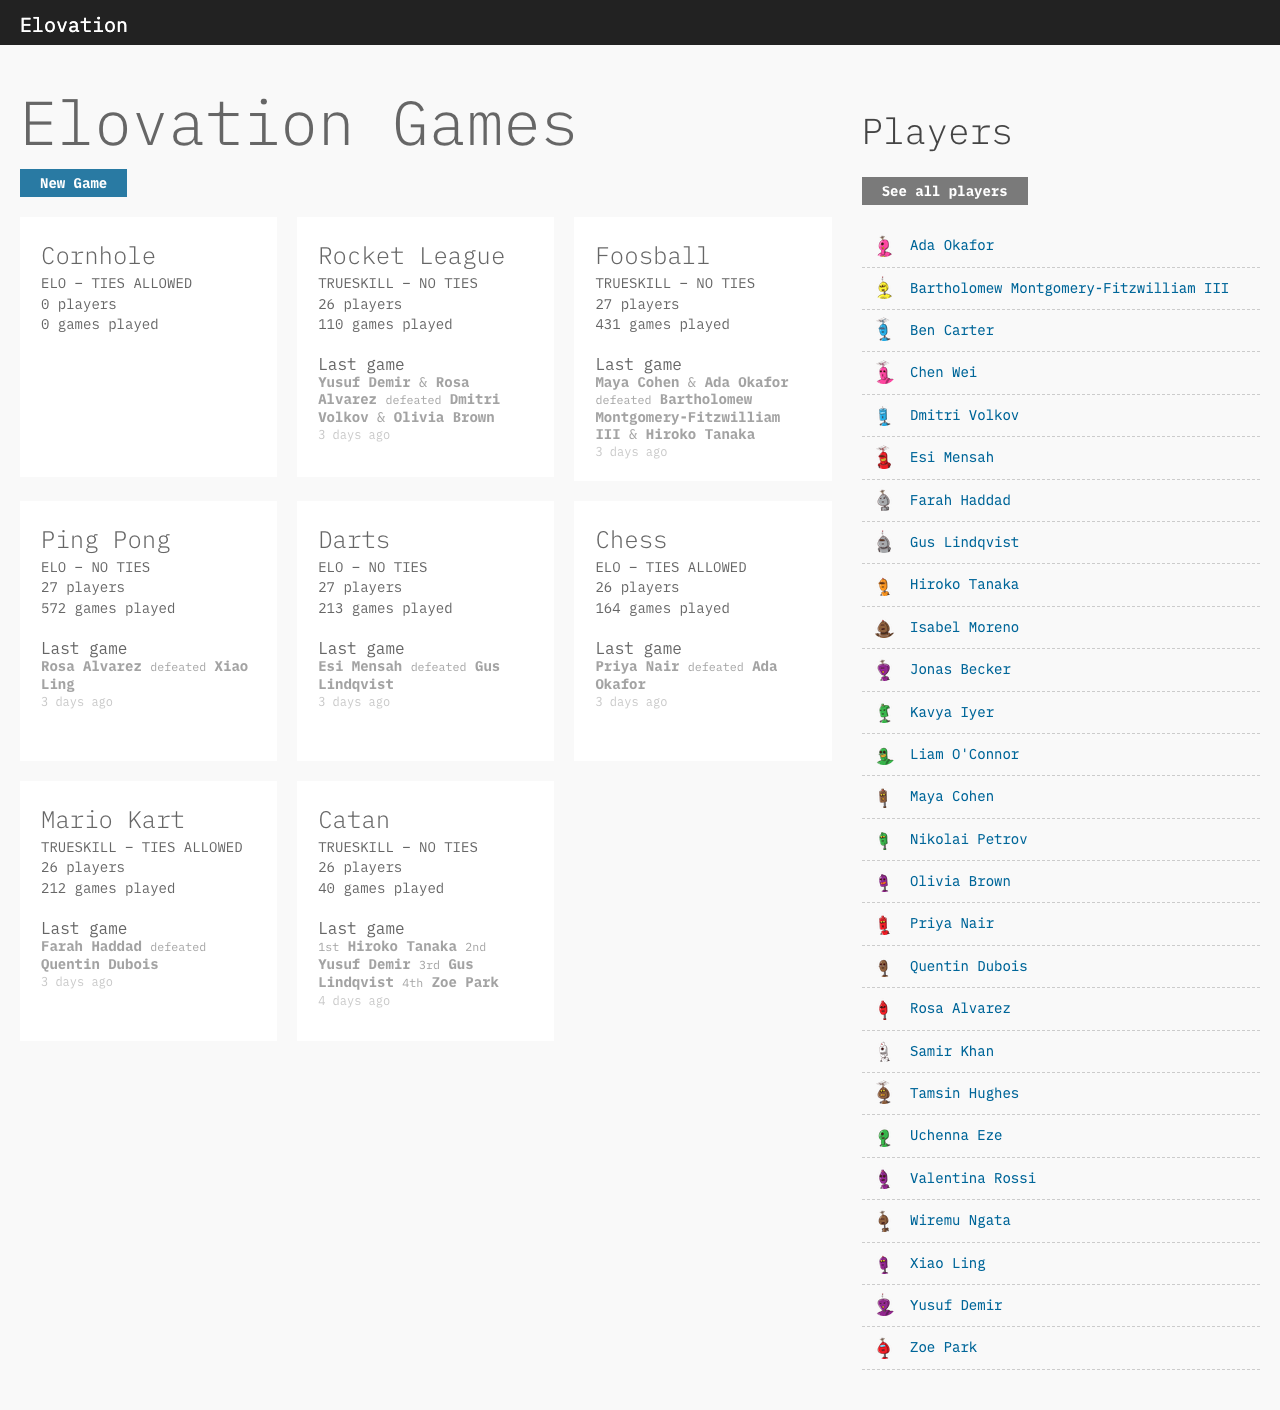 Elovation
Elovation Games
New Game
Cornhole
ELO – TIES ALLOWED
0 players
0 games played
Rocket League
TRUESKILL – NO TIES
26 players
110 games played
Last game
Yusuf Demir & Rosa
Alvarez defeated Dmitri
Volkov & Olivia Brown
3 days ago
Foosball
TRUESKILL – NO TIES
27 players
431 games played
Last game
Maya Cohen & Ada Okafor
defeated Bartholomew
Montgomery-Fitzwilliam
III & Hiroko Tanaka
3 days ago
Ping Pong
ELO – NO TIES
27 players
572 games played
Last game
Rosa Alvarez defeated Xiao
Ling
3 days ago
Darts
ELO – NO TIES
27 players
213 games played
Last game
Esi Mensah defeated Gus
Lindqvist
3 days ago
Chess
ELO – TIES ALLOWED
26 players
164 games played
Last game
Priya Nair defeated Ada
Okafor
3 days ago
Mario Kart
TRUESKILL – TIES ALLOWED
26 players
212 games played
Last game
Farah Haddad defeated
Quentin Dubois
3 days ago
Catan
TRUESKILL – NO TIES
26 players
40 games played
Last game
1st Hiroko Tanaka 2nd
Yusuf Demir 3rd Gus
Lindqvist 4th Zoe Park
4 days ago
Players
See all players
Ada Okafor
Bartholomew Montgomery-Fitzwilliam III
Ben Carter
Chen Wei
Dmitri Volkov
Esi Mensah
Farah Haddad
Gus Lindqvist
Hiroko Tanaka
Isabel Moreno
Jonas Becker
Kavya Iyer
Liam O'Connor
Maya Cohen
Nikolai Petrov
Olivia Brown
Priya Nair
Quentin Dubois
Rosa Alvarez
Samir Khan
Tamsin Hughes
Uchenna Eze
Valentina Rossi
Wiremu Ngata
Xiao Ling
Yusuf Demir
Zoe Park